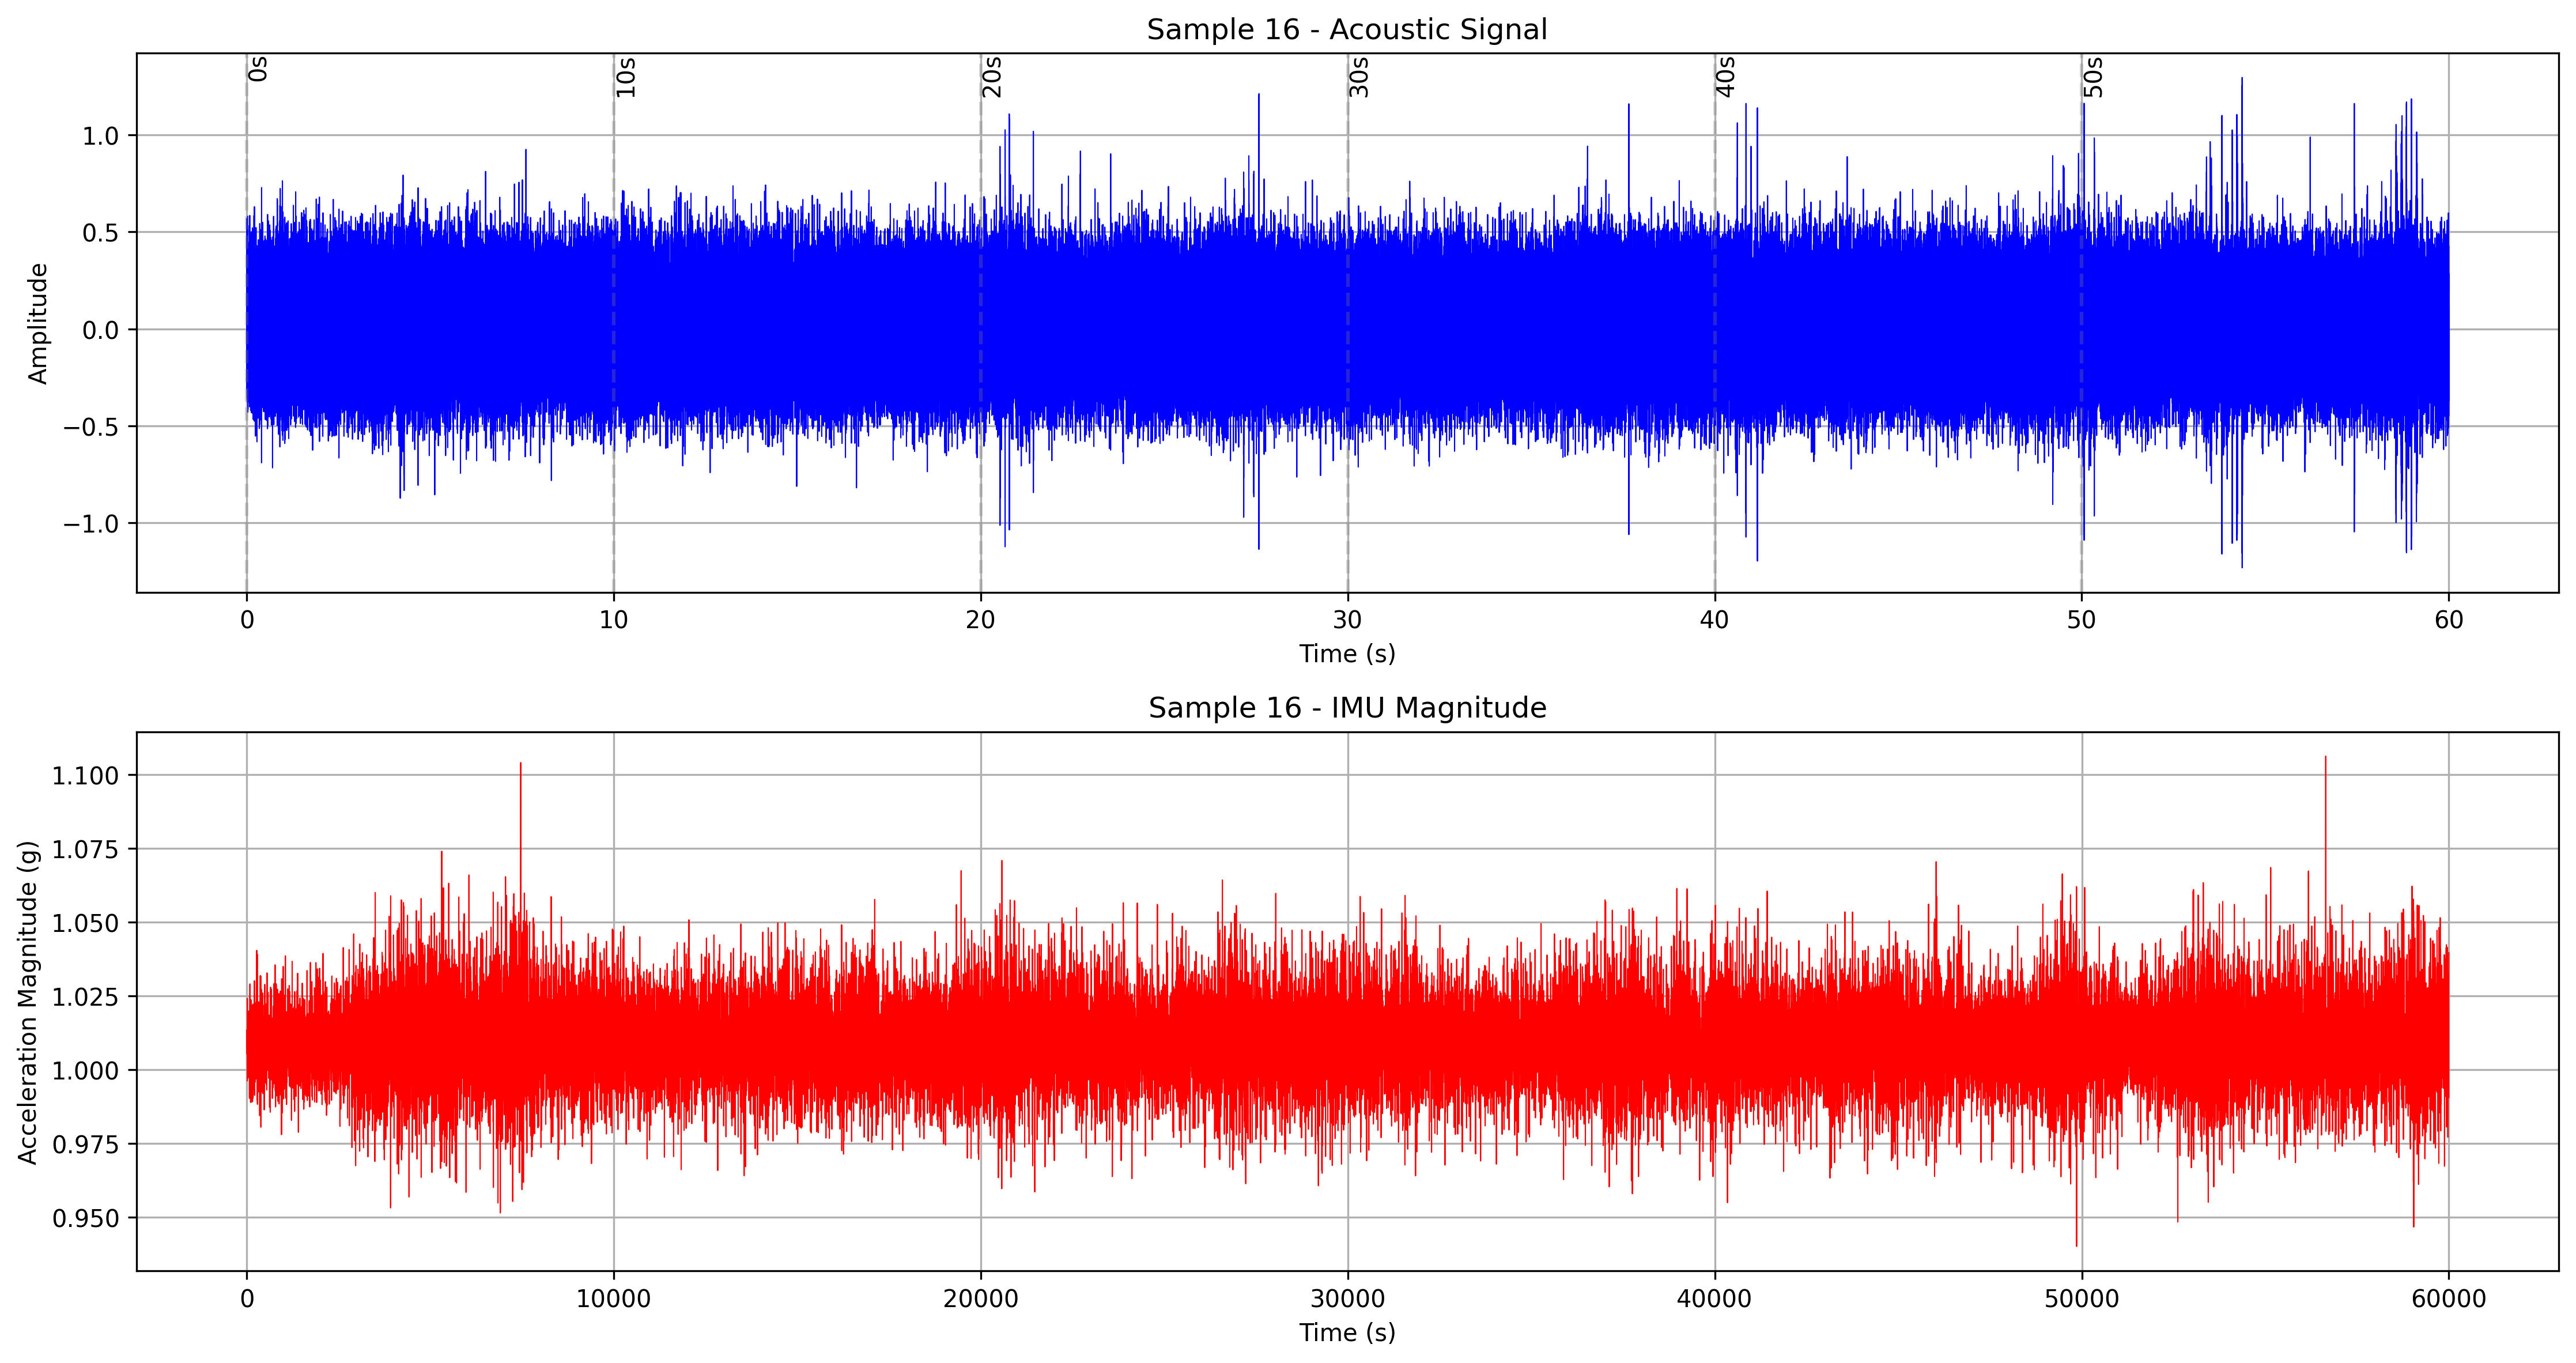 Sample 16 - Acoustic Signal
0s 10s 20s 30s 40s 50s
1.0
0.5
0.0
−0.5
−1.0
Amplitude
0 10 20 30 40 50 60
Time (s)
Sample 16 - IMU Magnitude
1.100
1.075
1.050
1.025
1.000
0.975
0.950
Acceleration Magnitude (g)
0 10000 20000 30000 40000 50000 60000
Time (s)